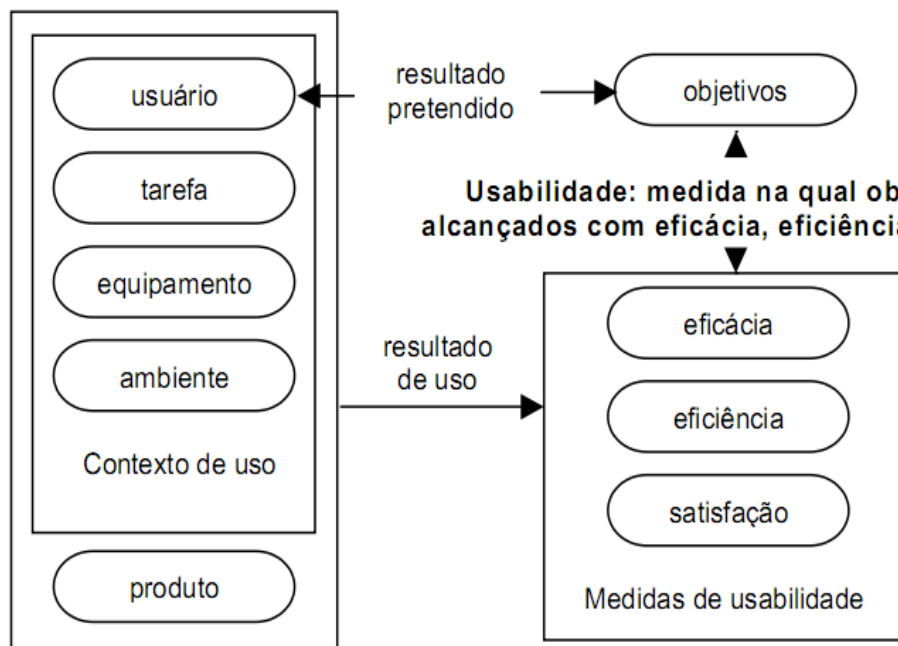 usuário
resultado
pretendido
objetivos
tarefa
Usabilidade: medida na qual ob
alcançados com eficácia, eficiência
equipamento
eficácia
ambiente
resultado
de uso
eficiência
Contexto de uso
satisfação
produto
Medidas de usabilidade